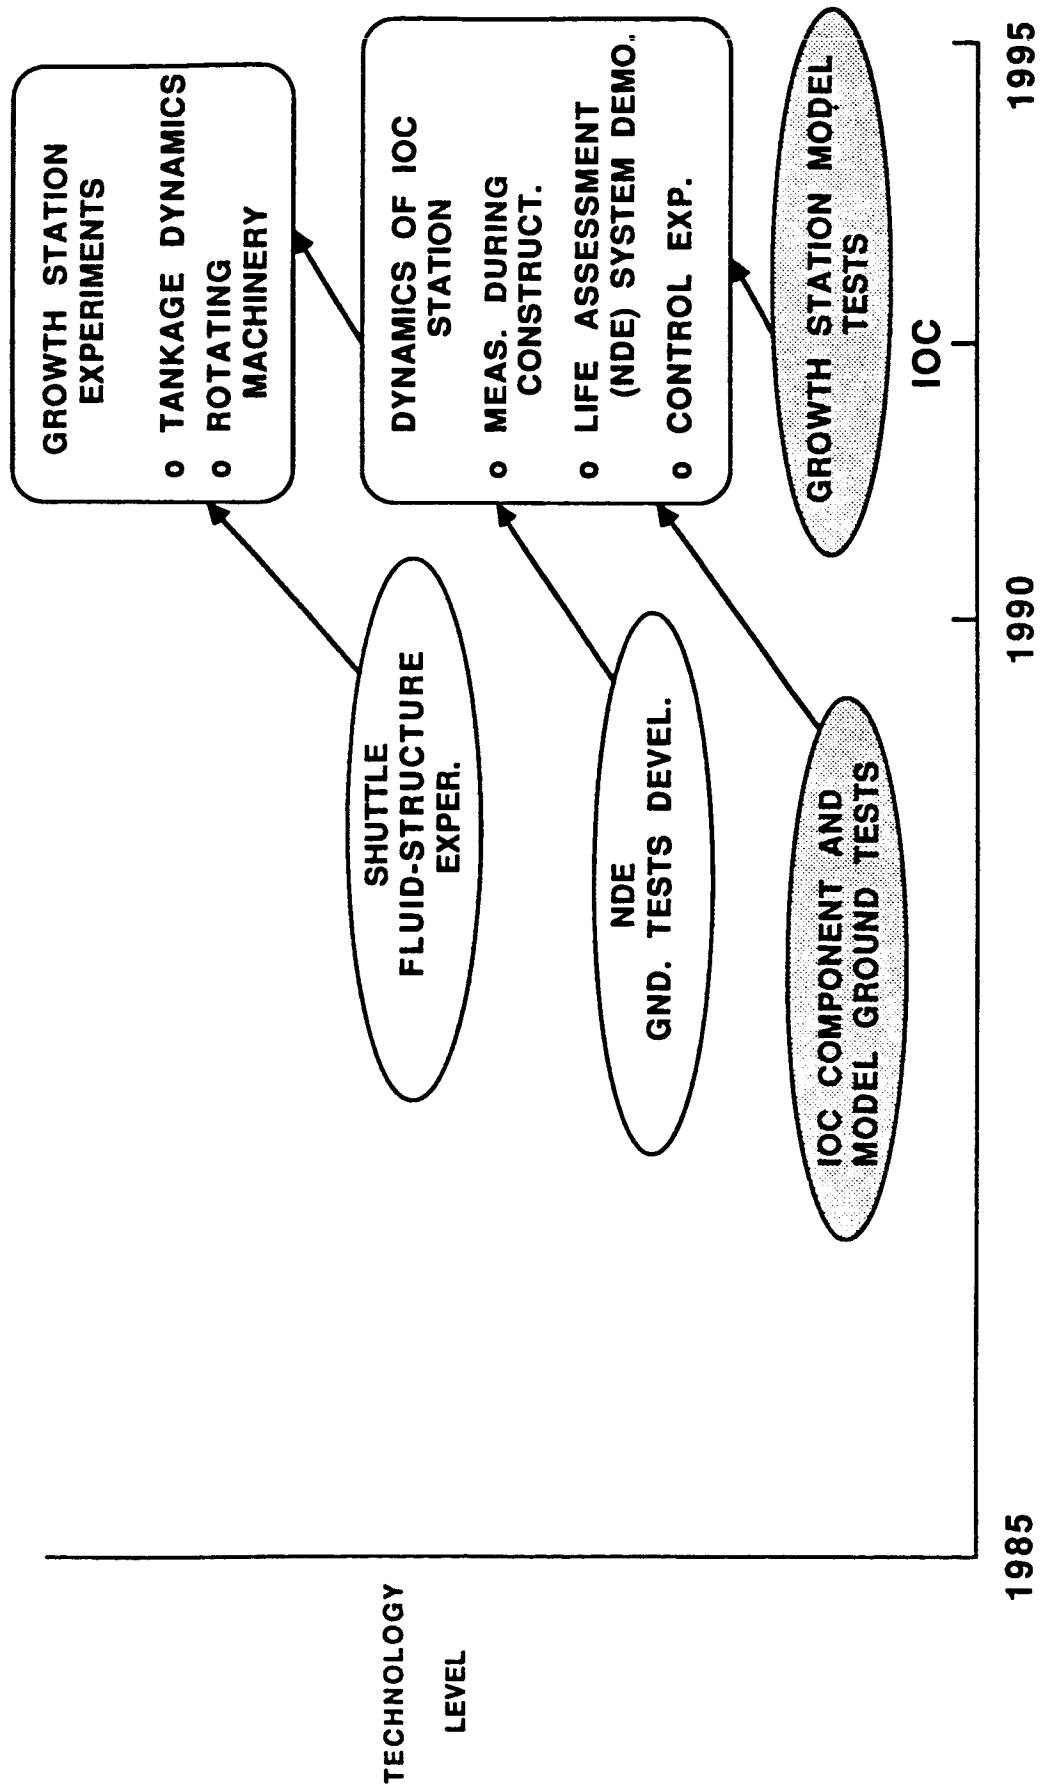 GROWTH STATION
EXPERIMENTS
o TANKAGE DYNAMICS
o ROTATING
MACHINERY
SHUTTLE
FLUID-STRUCTURE
EXPER.
DYNAMICS OF IOC
STATION
o MEAS. DURING
CONSTRUCT.
o LIFE ASSESSMENT
(NDE) SYSTEM DEMO.
o CONTROL EXP.
NDE
GND. TESTS DEVEL.
IOC COMPONENT AND
MODEL GROUND TESTS
GROWTH STATION MODEL
TESTS
TECHNOLOGY
LEVEL
IOC
1985
1990
1995